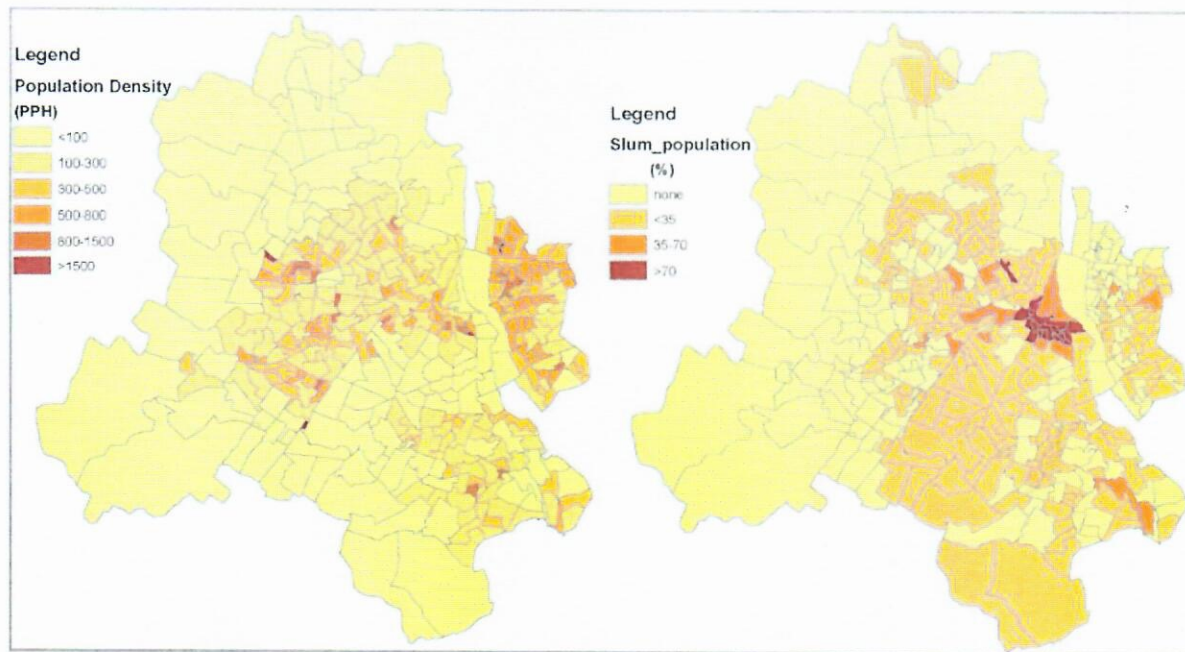 Legend
Population Density
(PPH)
<100
100-300
300-500
500-800
800-1500
>1500
Legend
Slum_population
(%)
none
<35
35-70
>70